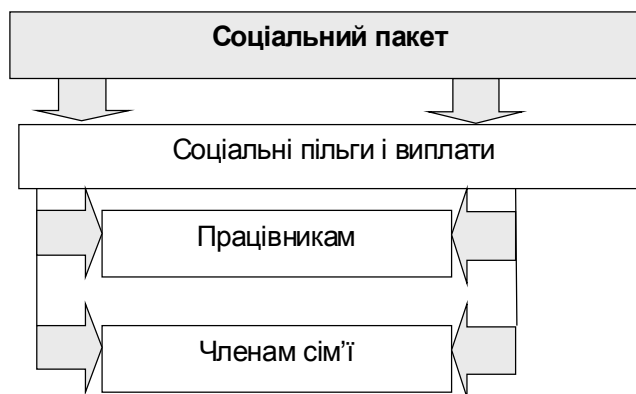 Соціальний пакет
Соціальні пільги і виплати
Працівникам
Членам сім’ї